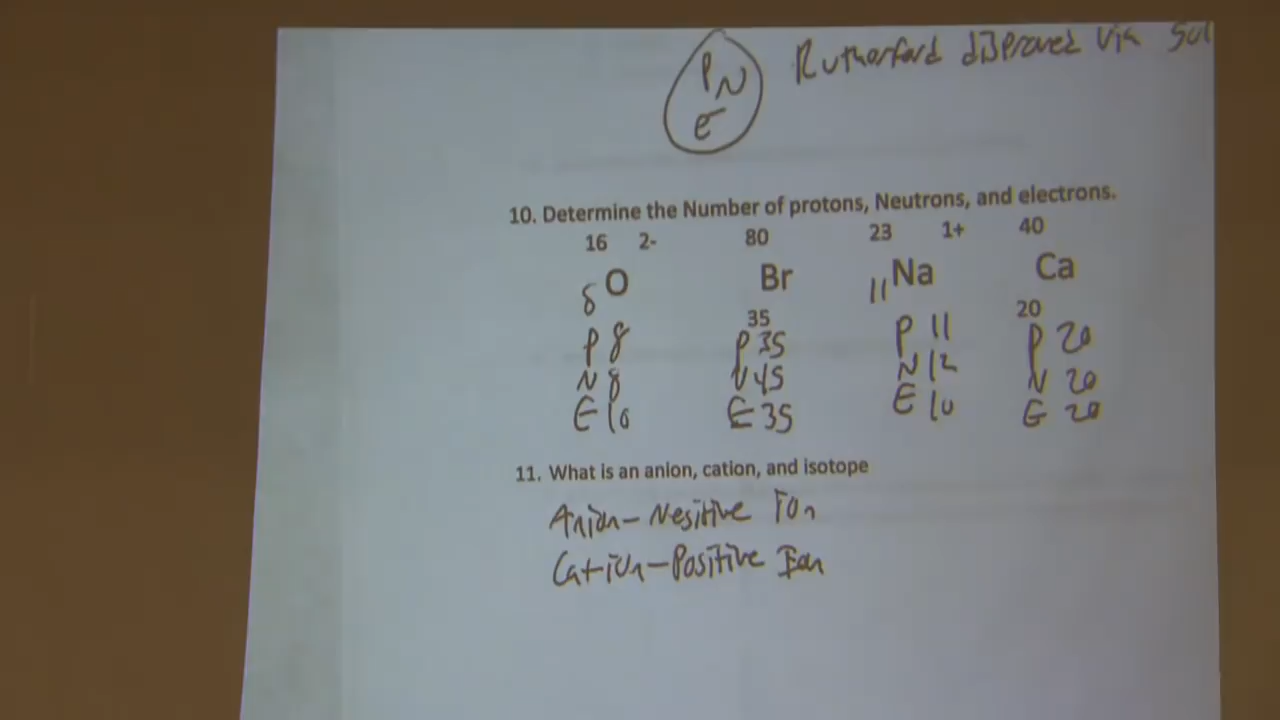 P Rutherford disproved via
N
e-
10. Determine the Number of protons, Neutrons, and electrons.
16 2- 80 23 1+ 40
8 O Br 11 Na Ca
35 20
P 8 P 35 P 11 P 20
N 8 N 45 N 12 N 20
E 10 E 35 E 10 E 20
11. What is an anion, cation, and isotope
Anion - Negitive Ion
Cation - Positive Ion